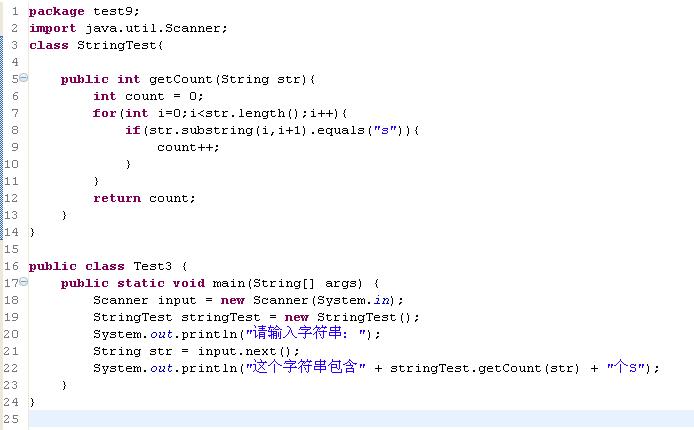 1 package test9;
2 import java.util.Scanner;
3 class StringTest{
4
5 public int getCount(String str){
6 int count = 0;
7 for(int i=0;i<str.length();i++){
8 if(str.substring(i,i+1).equals("s")){
9 count++;
10 }
11 }
12 return count;
13 }
14 }
15
16 public class Test3 {
17 public static void main(String[] args) {
18 Scanner input = new Scanner(System.in);
19 StringTest stringTest = new StringTest();
20 System.out.println("请输入字符串：");
21 String str = input.next();
22 System.out.println("这个字符串包含" + stringTest.getCount(str) + "个S");
23 }
24 }
25